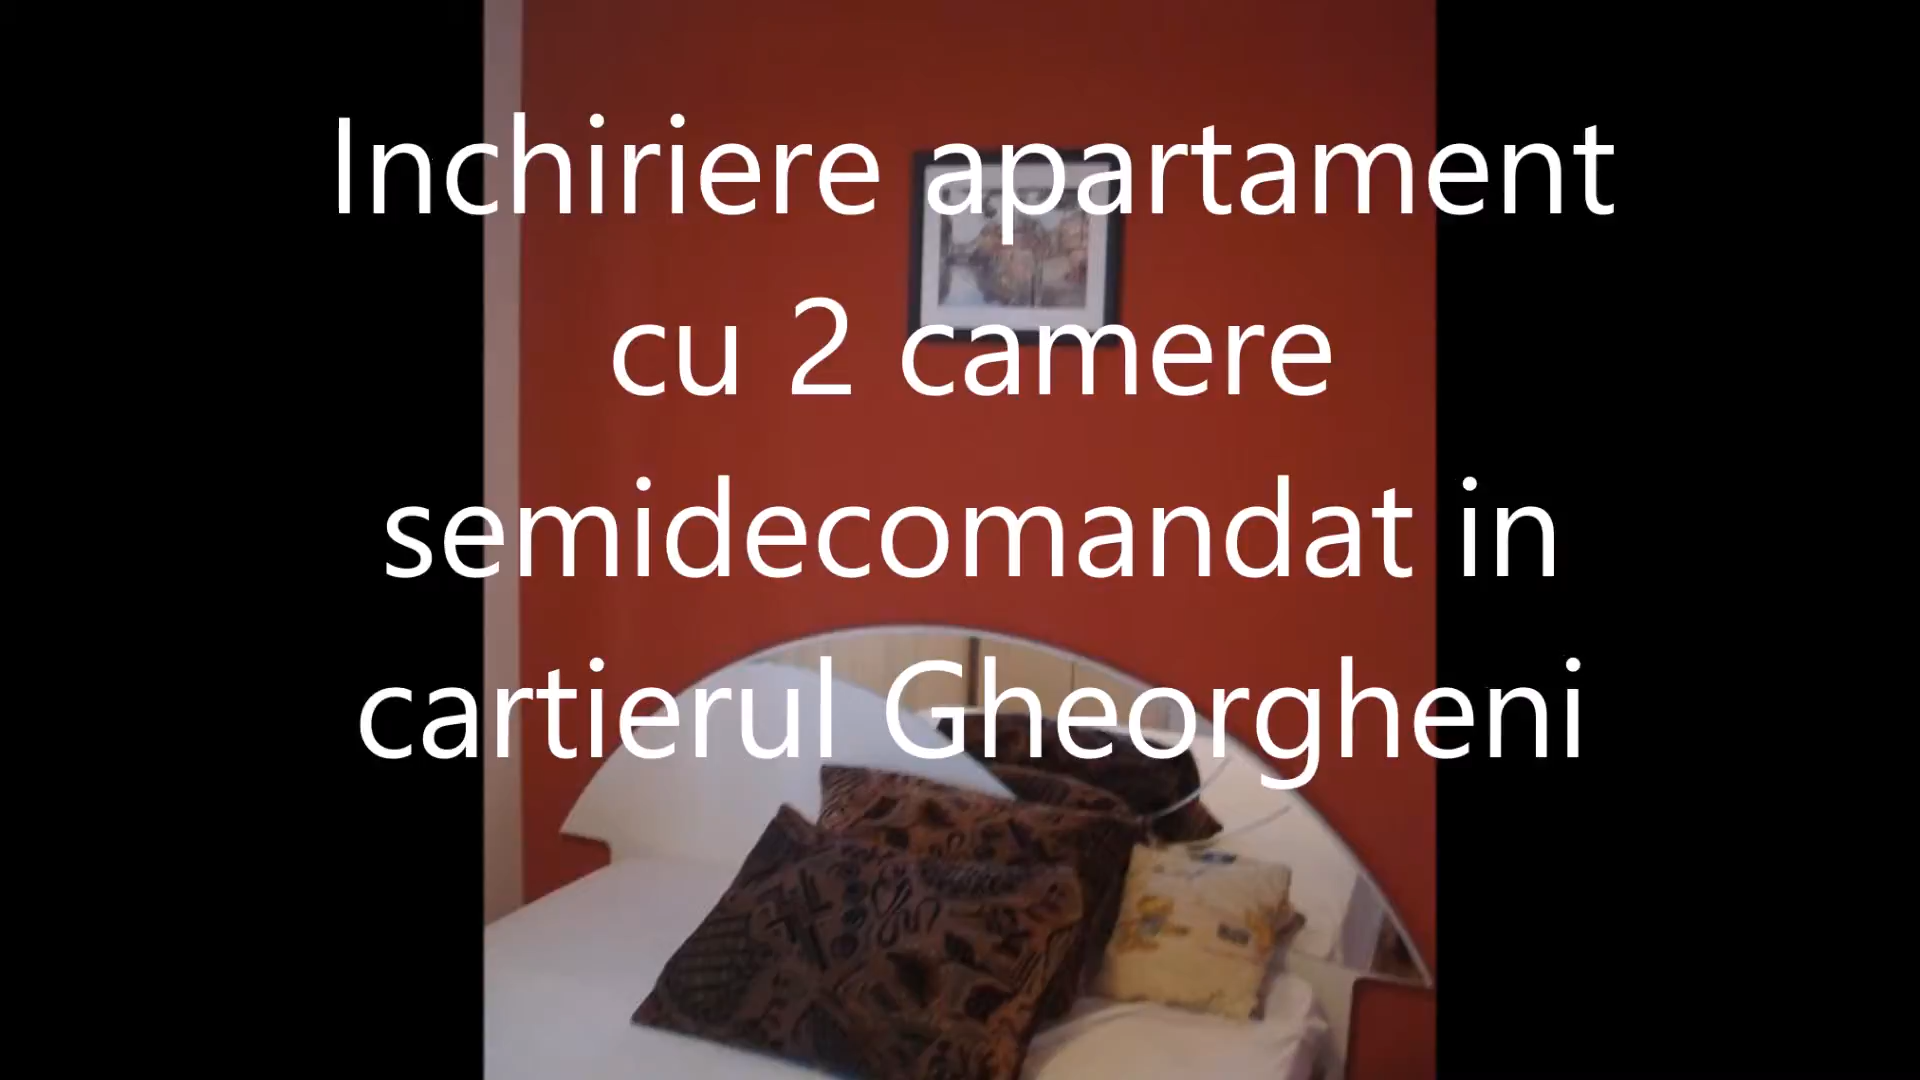 Inchiriere apartament
cu 2 camere
semidecomandat in
cartierul Gheorgheni